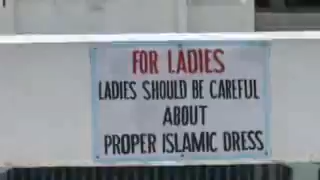 FOR LADIES
LADIES SHOULD BE CAREFUL
ABOUT
PROPER ISLAMIC DRESS